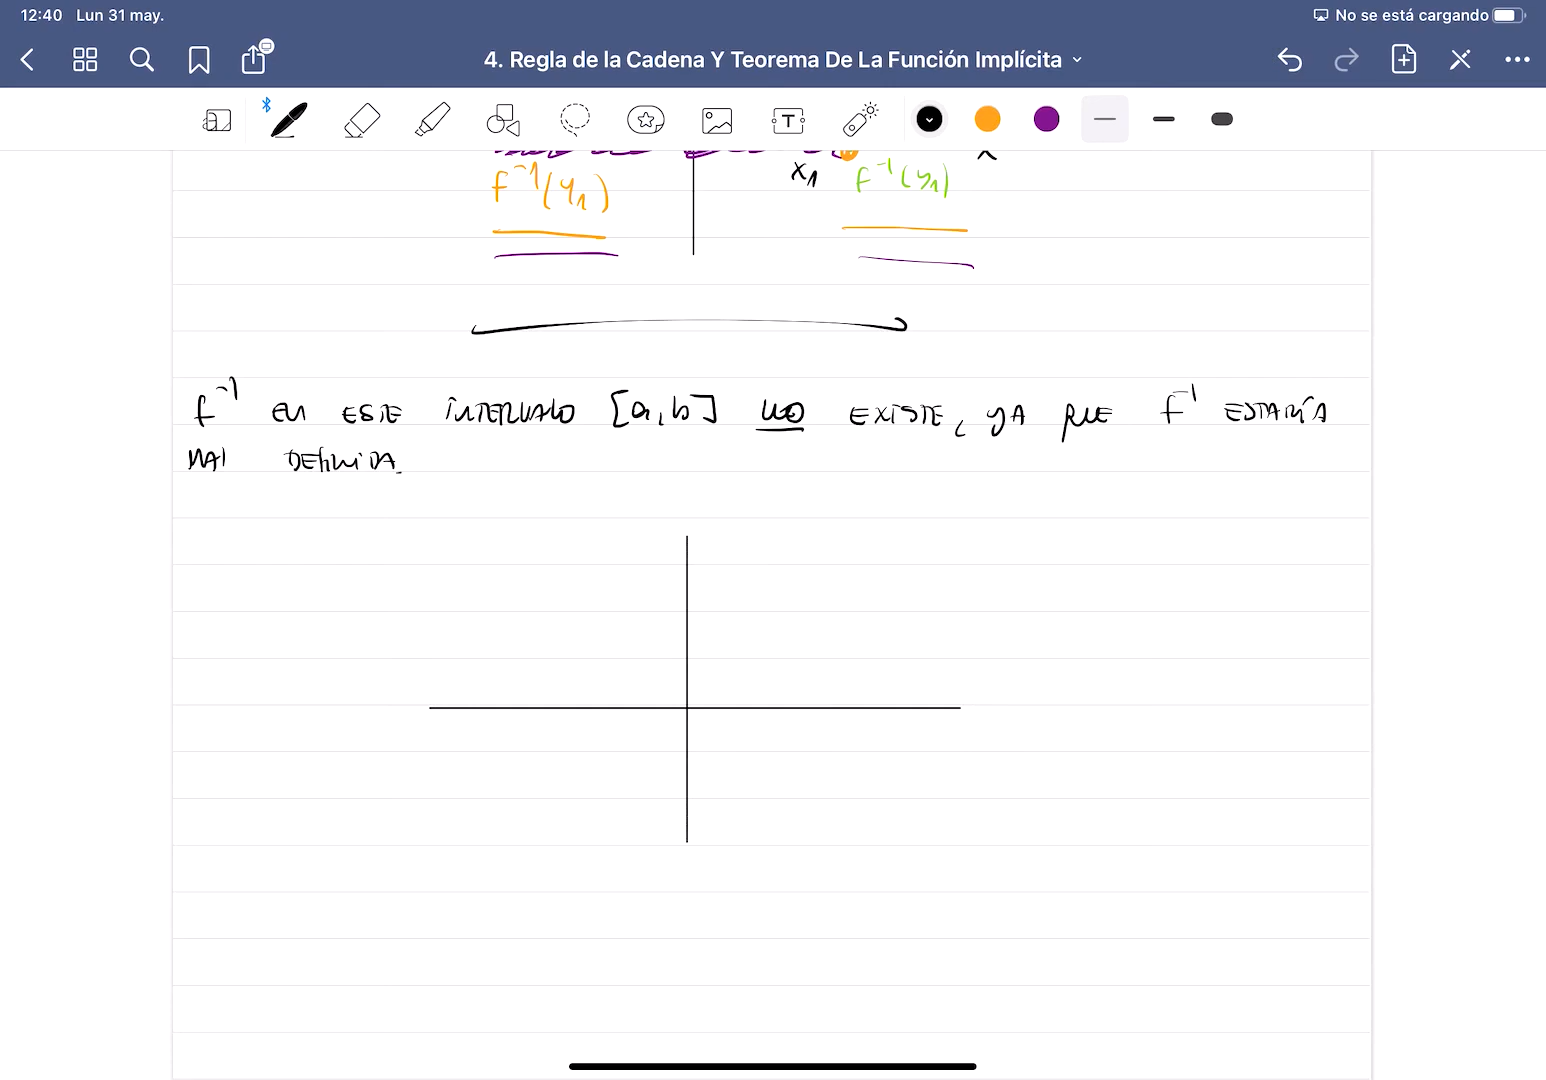 12:40 Lun 31 may. No se está cargando
4. Regla de la Cadena Y Teorema De La Función Implícita
f⁻¹(y₁) x₁ f⁻¹(y₁) x
f⁻¹ EN ESTE INTERVALO [a,b] NO EXISTE, YA QUE f⁻¹ ESTARÍA
MAL DEFINIDA.